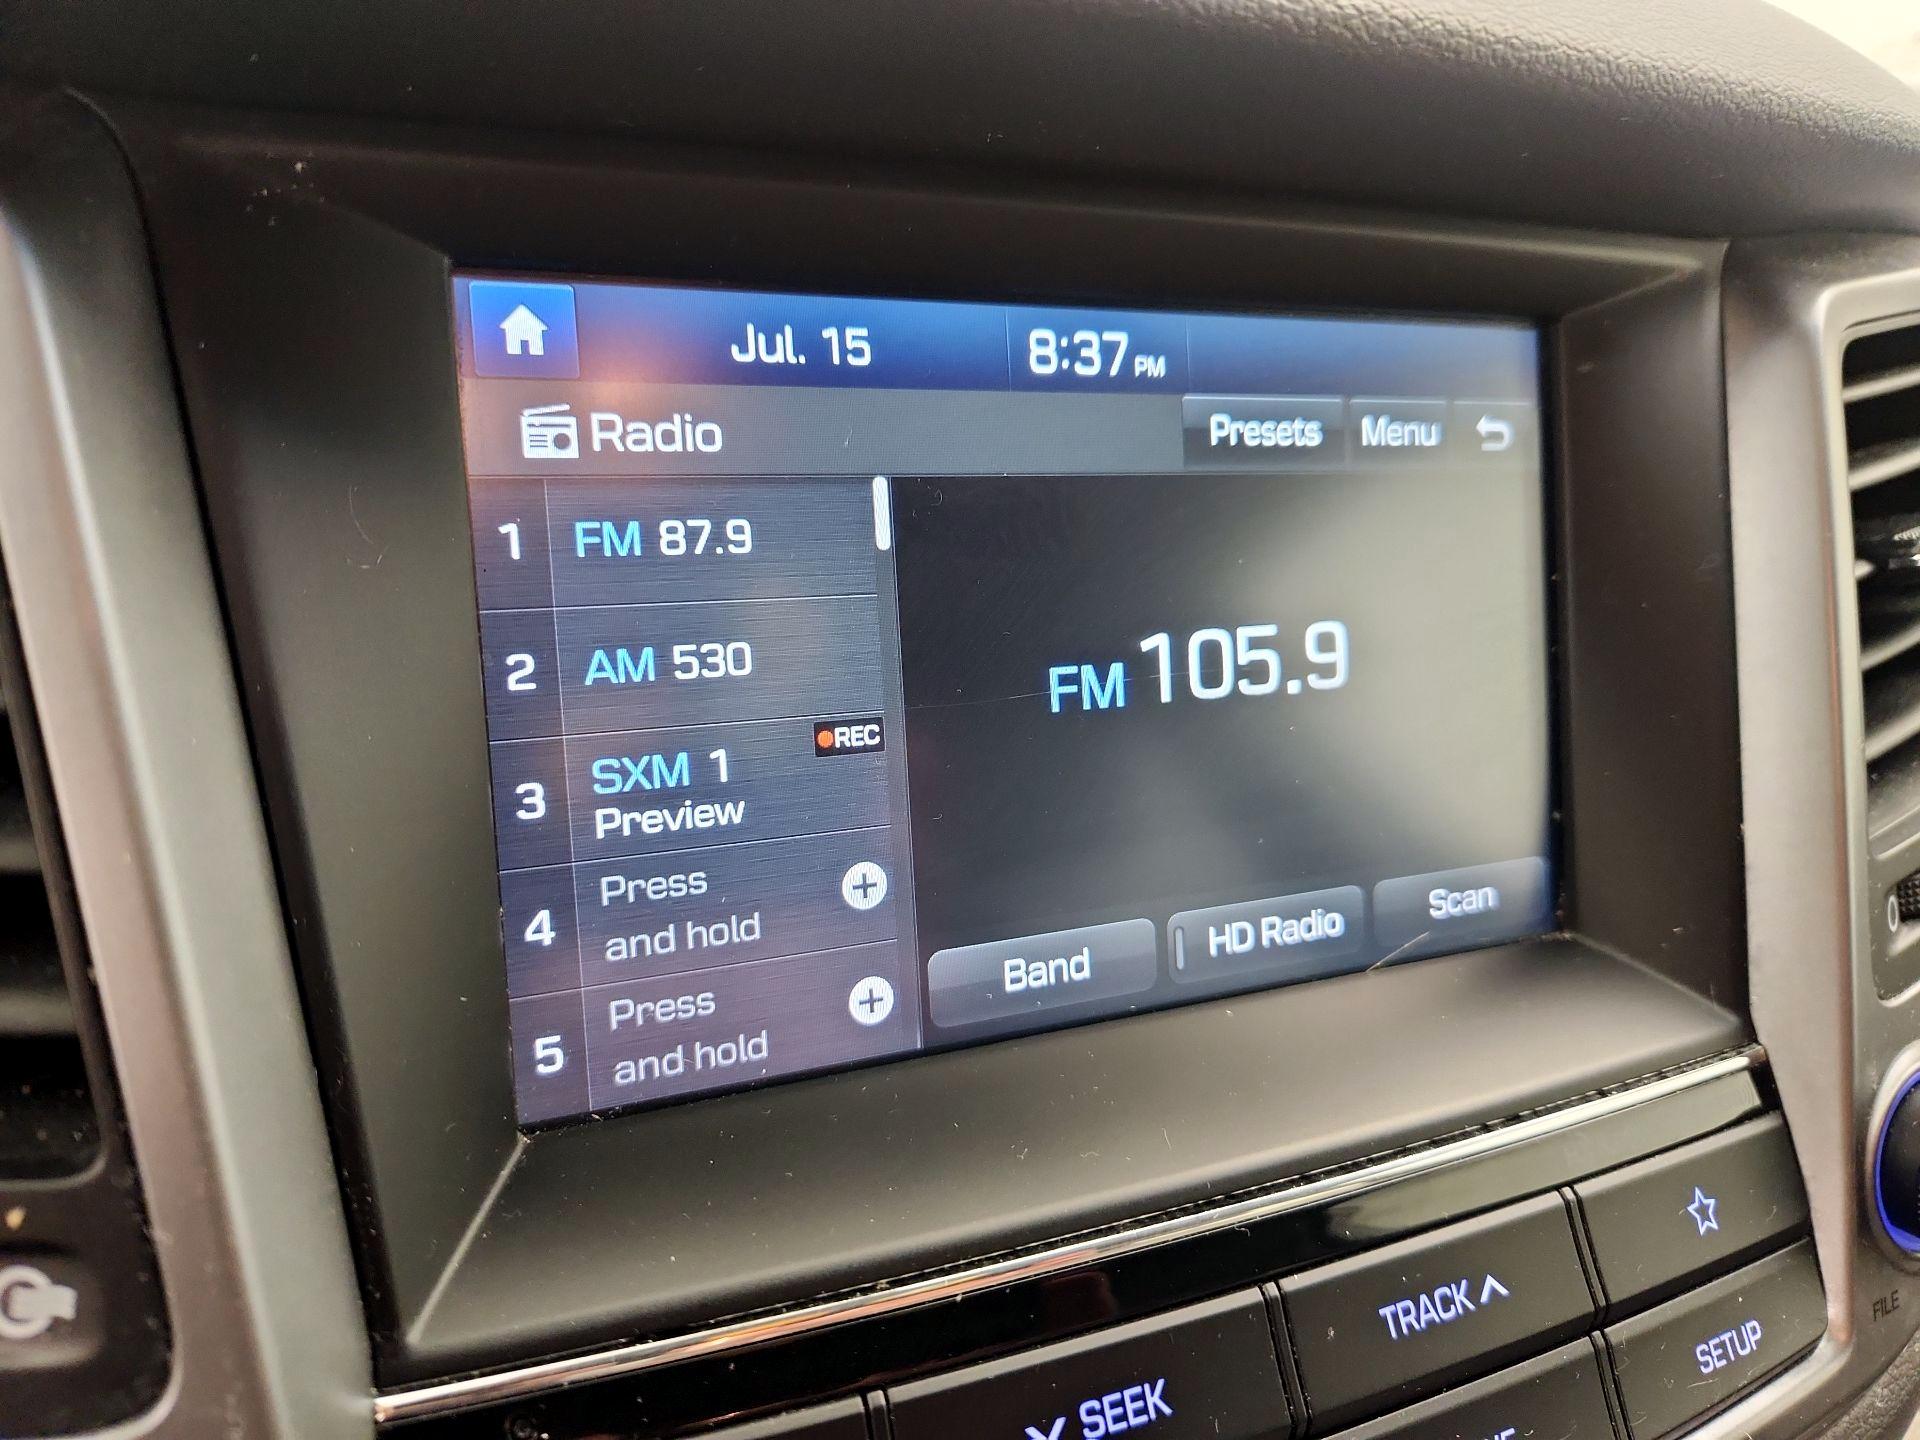 Jul. 15
8:37 PM
Radio
Presets
Menu
1 FM 87.9
2 AM 530
REC
3 SXM 1
Preview
4 Press
and hold
5 Press
and hold
FM 105.9
Band
HD Radio
Scan
0
TRACK
SEEK
SETUP
FILE